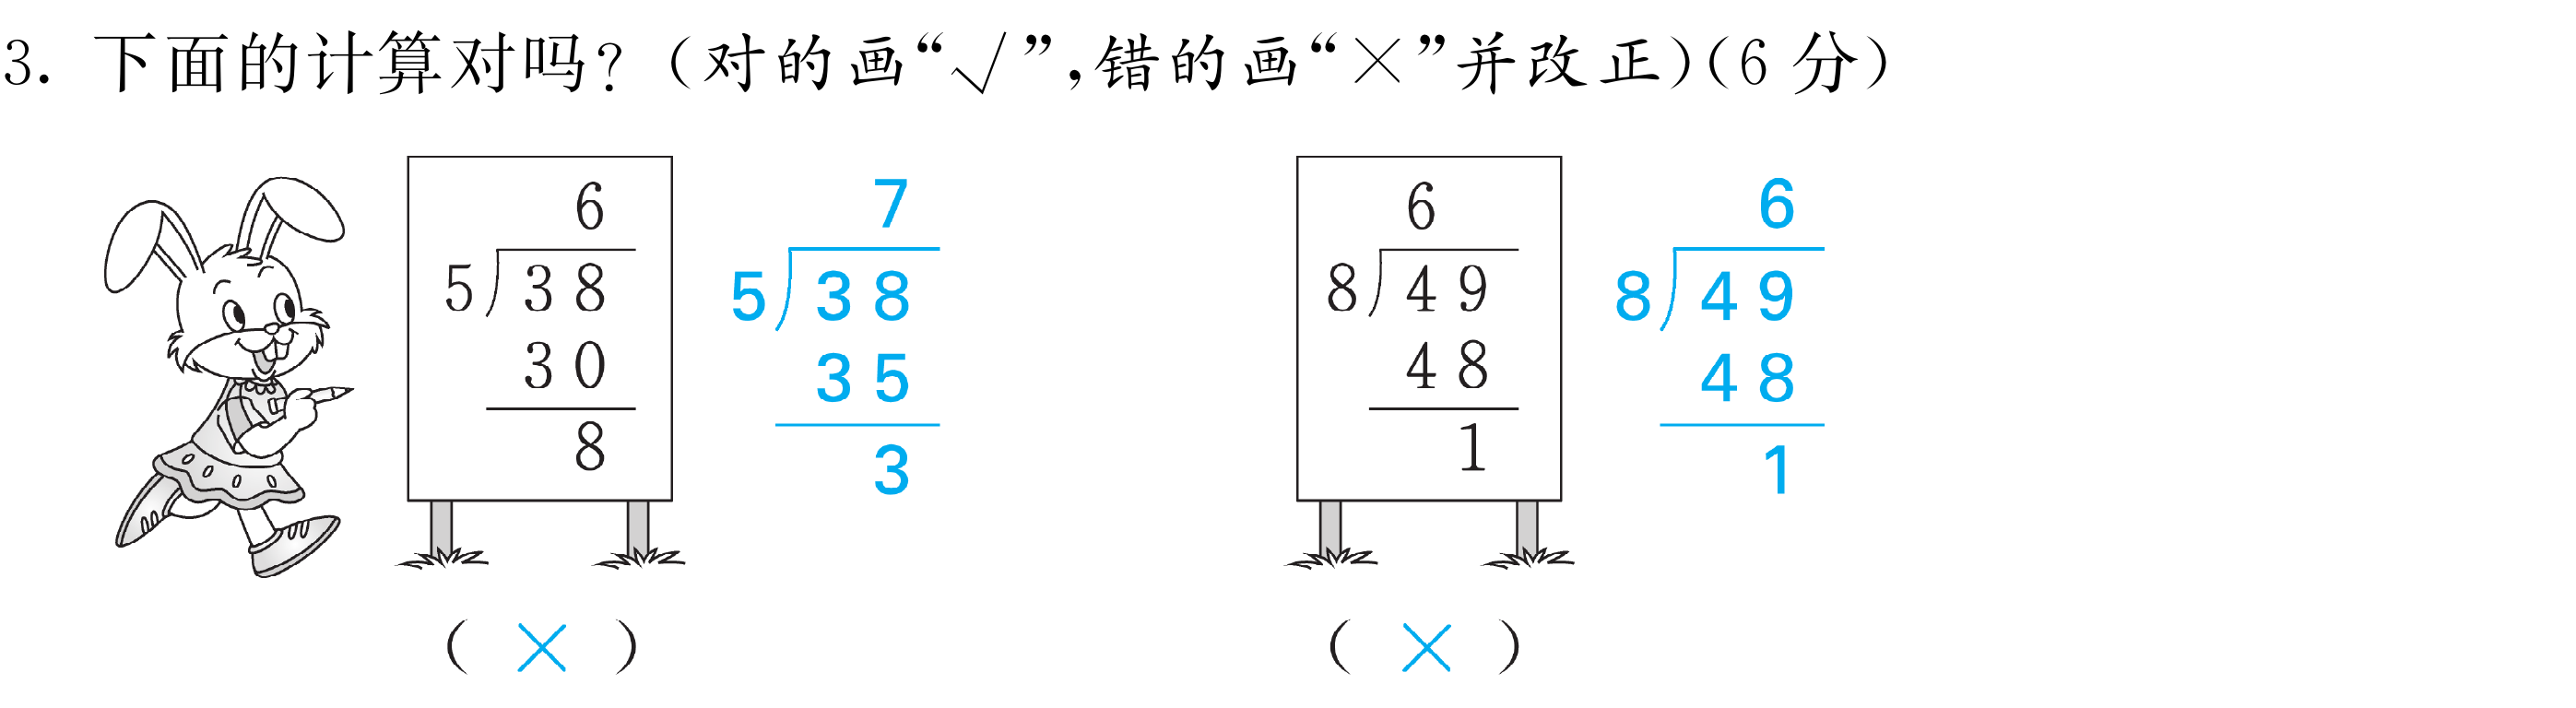 3. 下面的计算对吗?(对的画“√”,错的画“×”并改正)(6 分)
6 7 6 6
5)38 5)38 8)49 8)49
30 35 48 48
8 3 1 1
( × ) ( × )